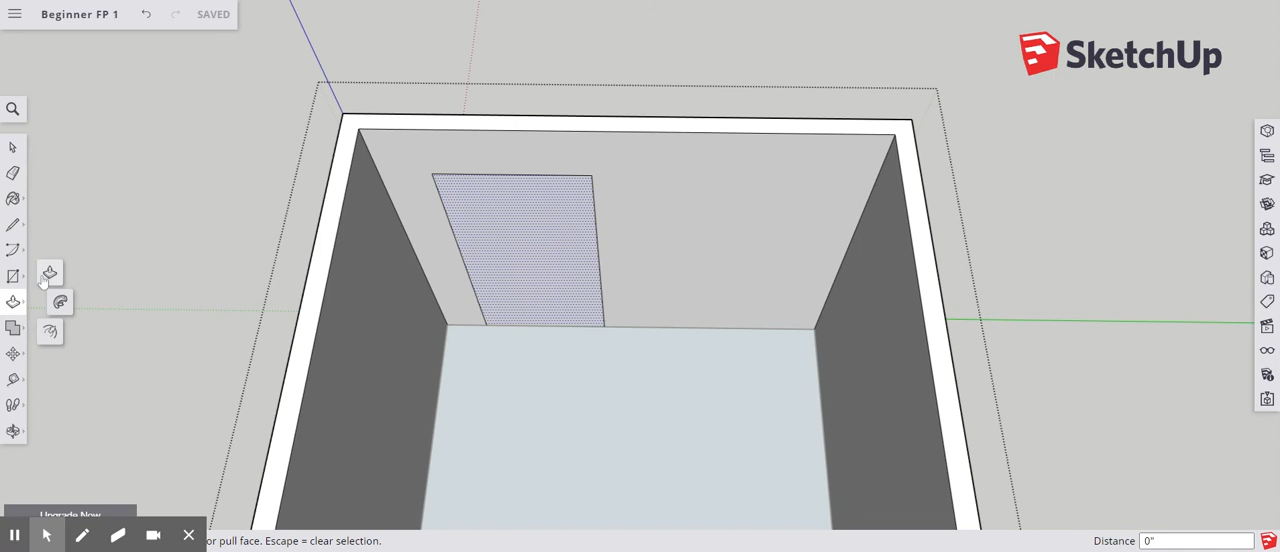 Beginner FP 1
SAVED
SketchUp
Upgrade Now
or pull face. Escape = clear selection.
Distance 0"